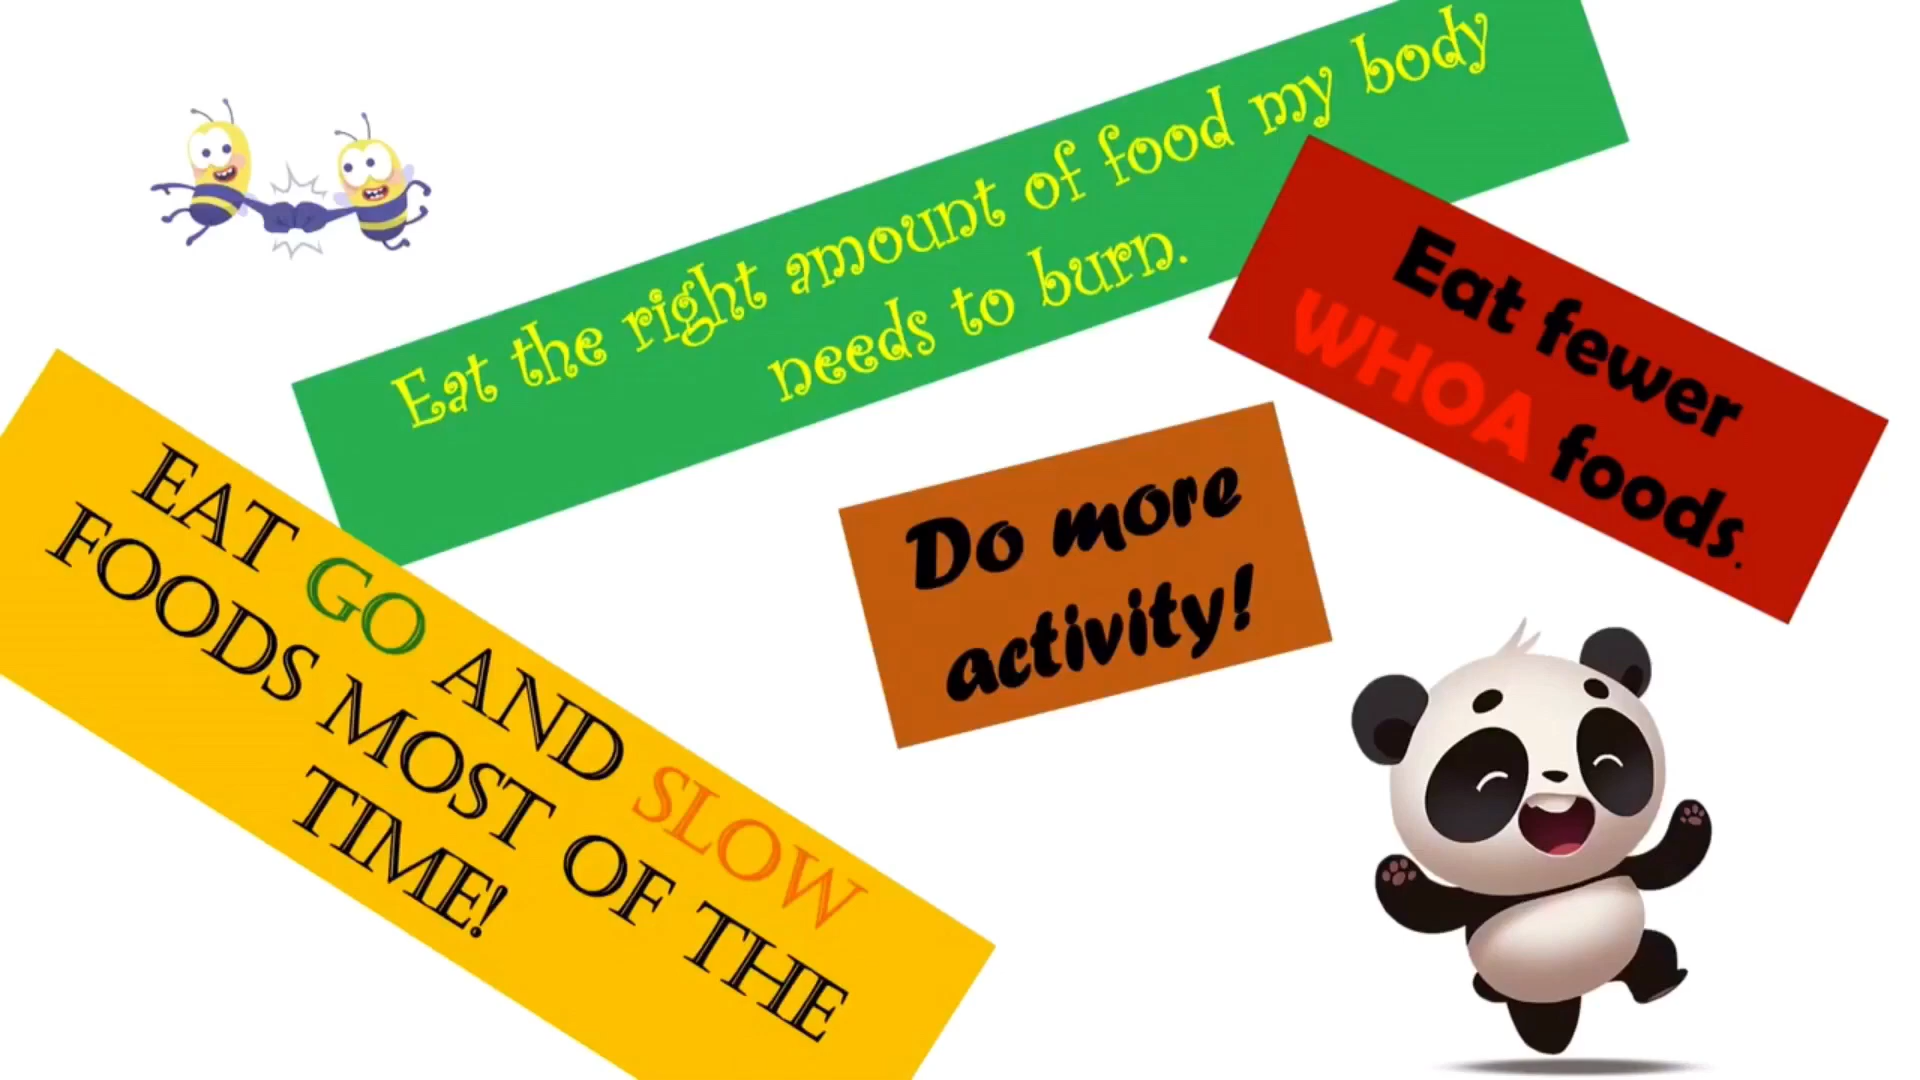 Eat the right amount of food my body
needs to burn.
Eat fewer
WHOA foods.
Do more
activity!
EAT GO AND SLOW
FOODS MOST OF THE
TIME!